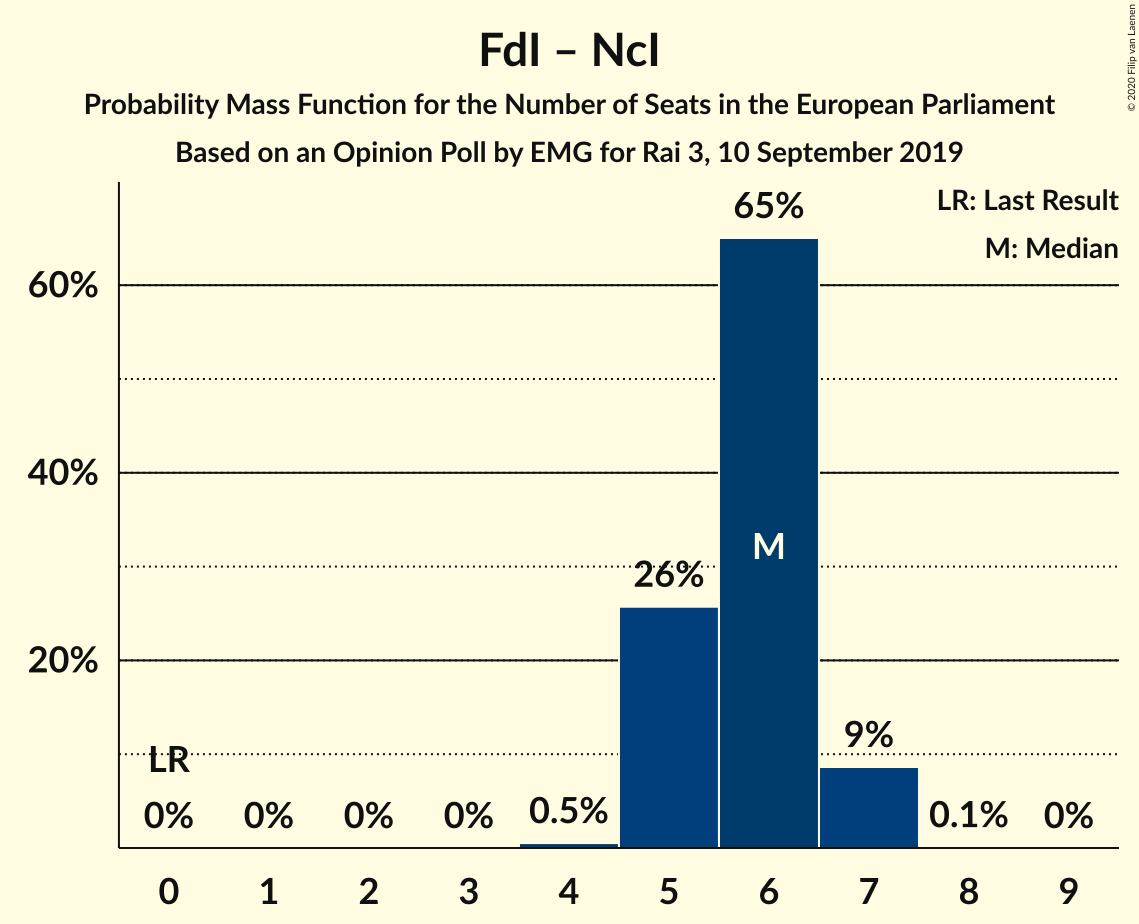 FdI – NcI
Probability Mass Function for the Number of Seats in the European Parliament
Based on an Opinion Poll by EMG for Rai 3, 10 September 2019
© 2020 Filip van Laenen
LR: Last Result
M: Median
65%
60%
40%
M
26%
20%
9%
LR
0% 0% 0% 0% 0.5% 0.1% 0%
0 1 2 3 4 5 6 7 8 9